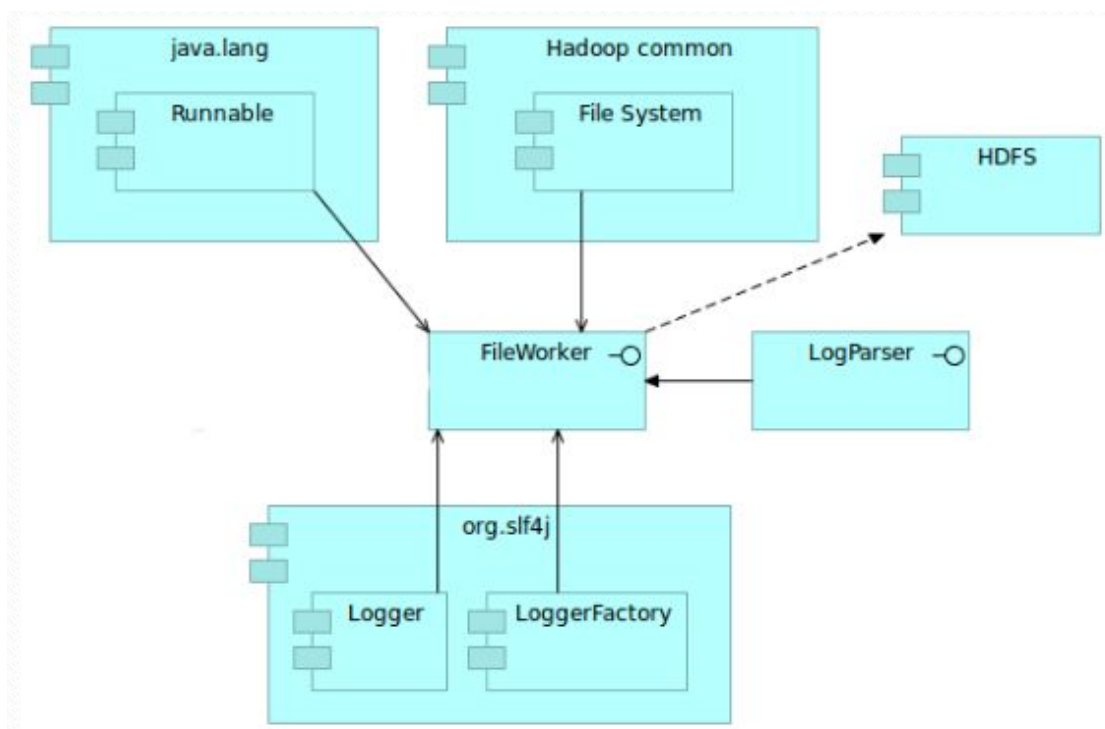 java.lang
Runnable
Hadoop common
File System
HDFS
FileWorker
LogParser
org.slf4j
Logger
LoggerFactory